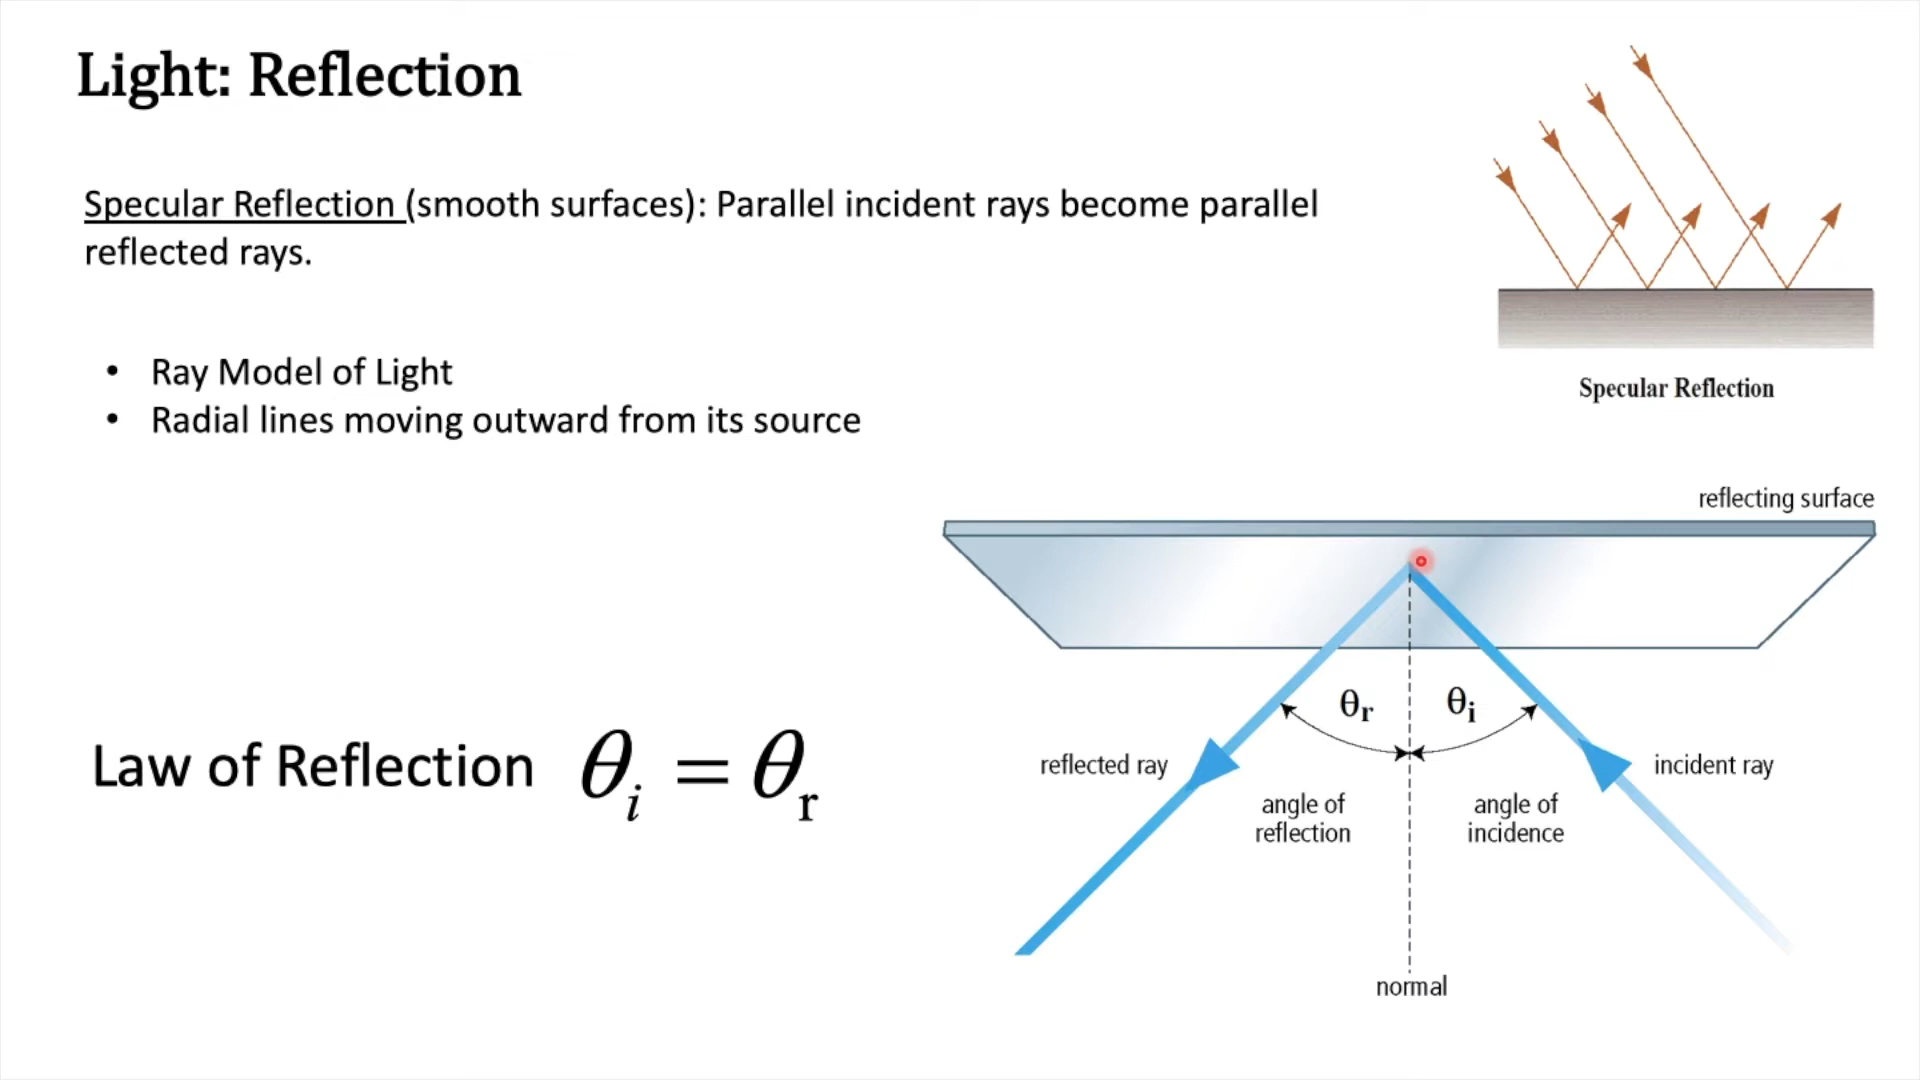 Light: Reflection
Specular Reflection (smooth surfaces): Parallel incident rays become parallel
reflected rays.
• Ray Model of Light
• Radial lines moving outward from its source
Specular Reflection
reflecting surface
Law of Reflection θi = θr
θr
θi
reflected ray
incident ray
angle of
reflection
angle of
incidence
normal